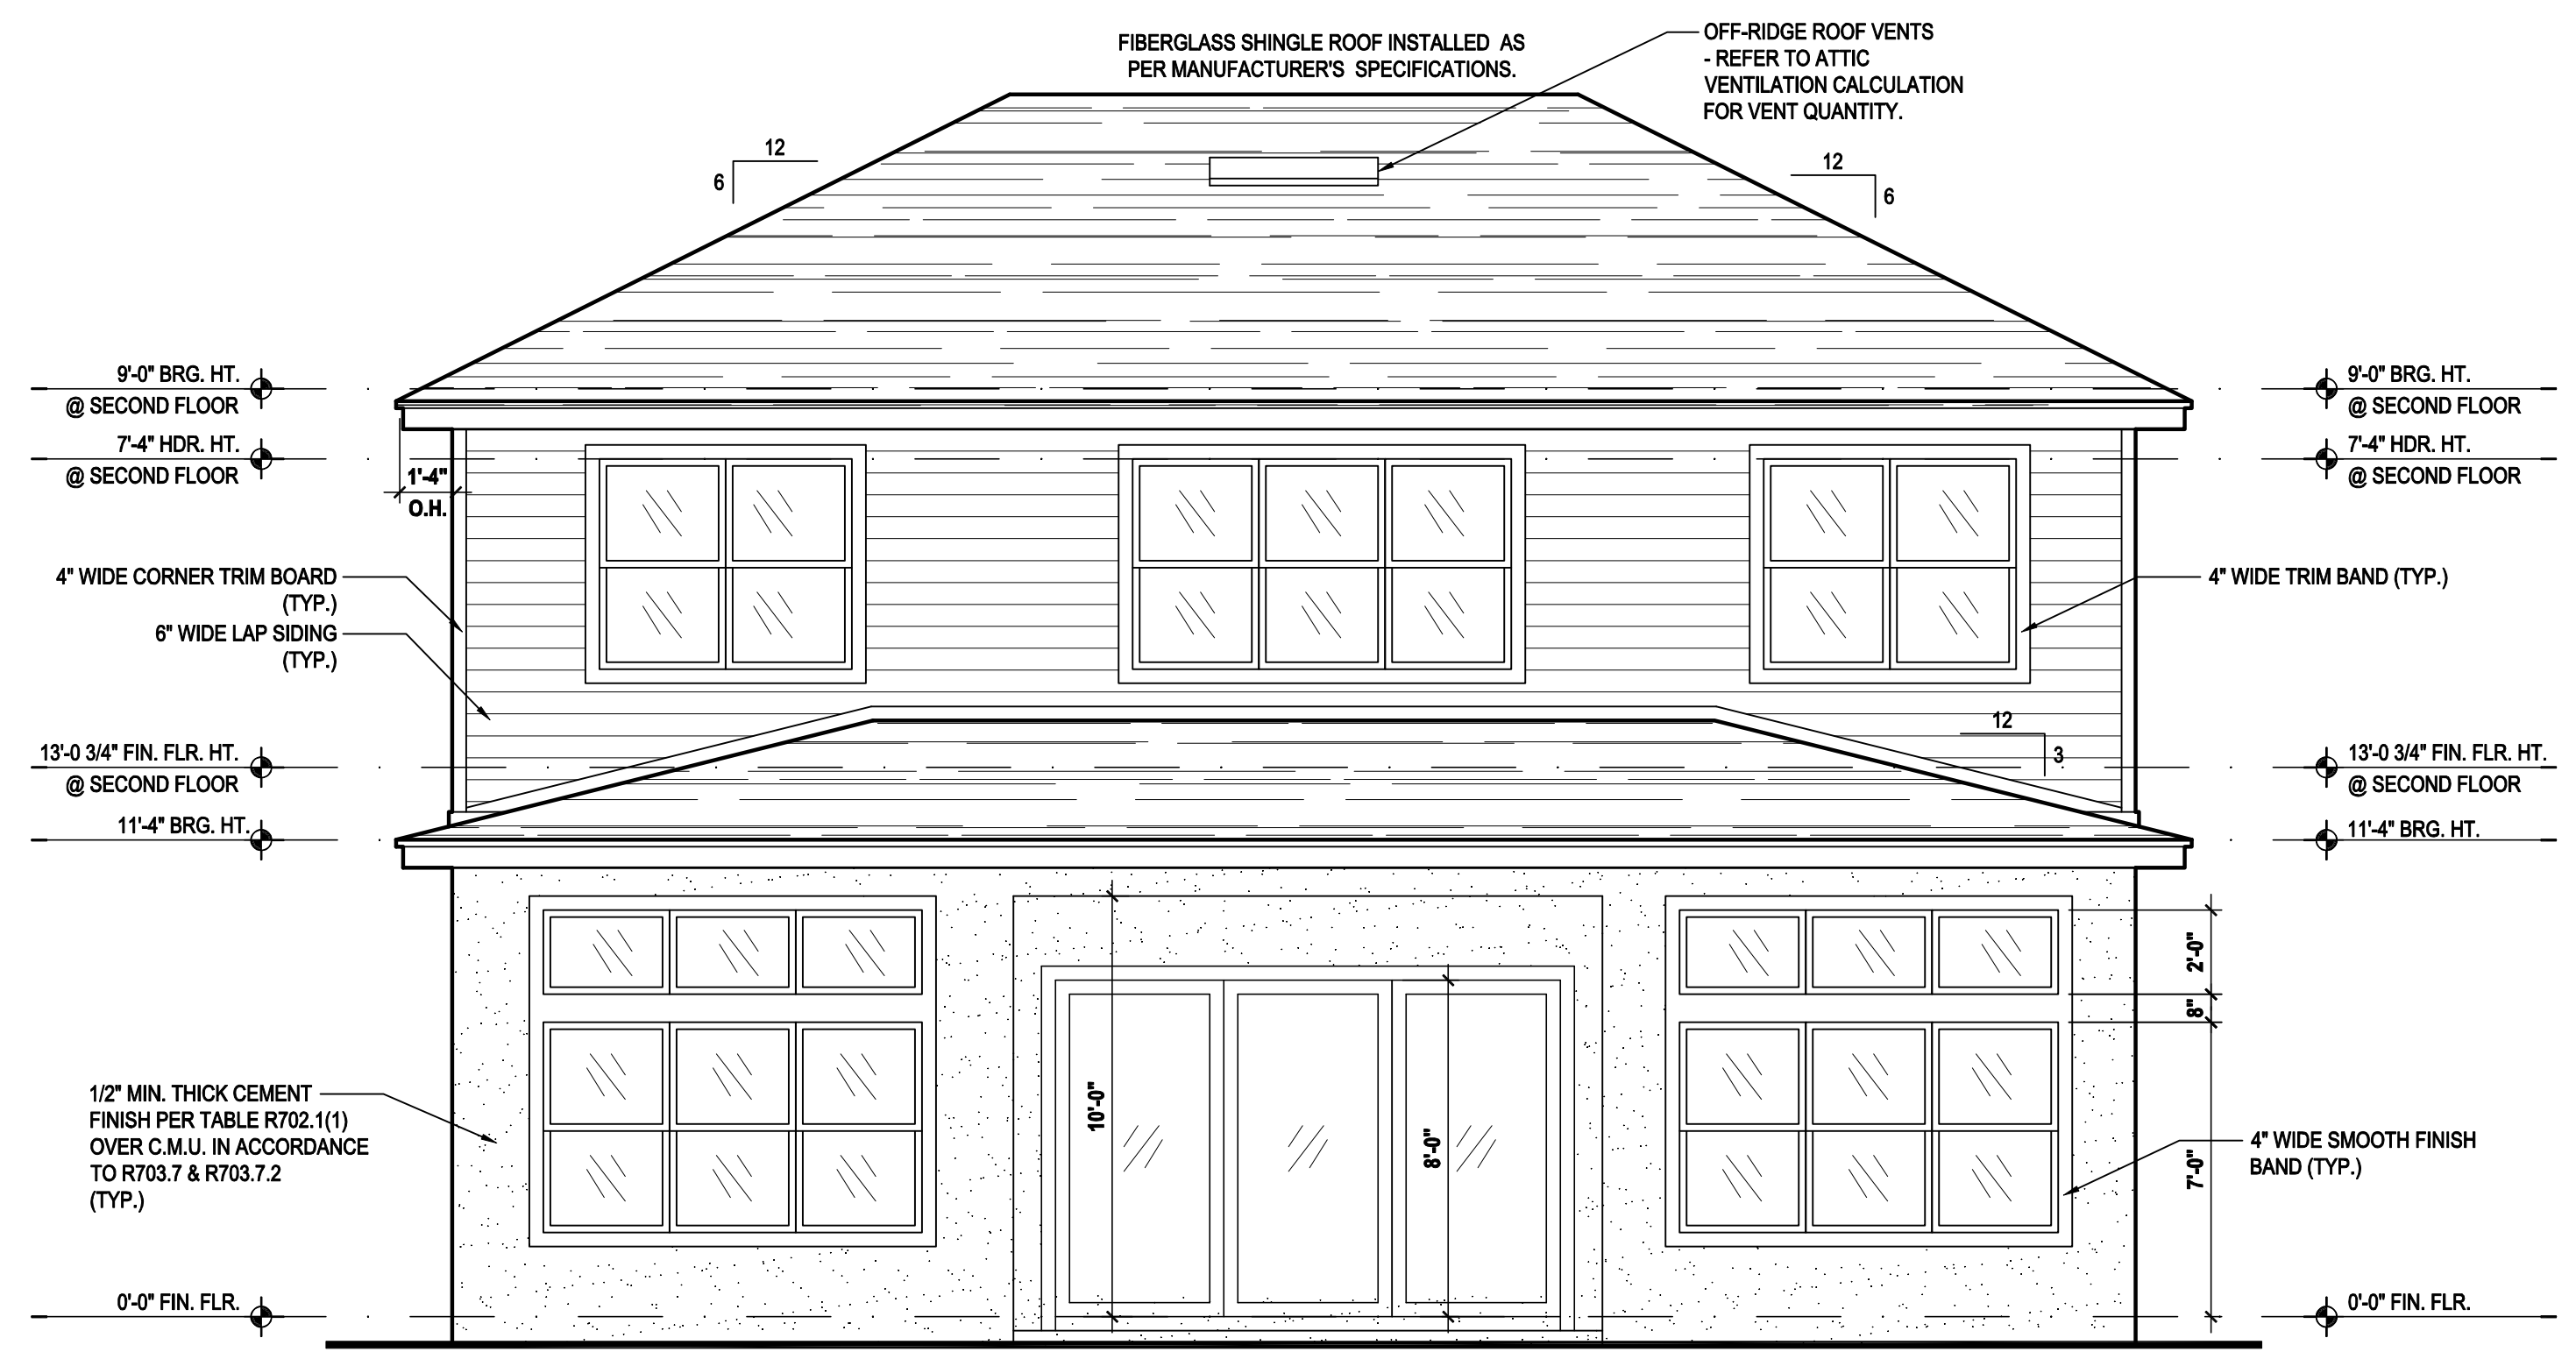 FIBERGLASS SHINGLE ROOF INSTALLED AS
PER MANUFACTURER'S SPECIFICATIONS.
OFF-RIDGE ROOF VENTS
- REFER TO ATTIC
VENTILATION CALCULATION
FOR VENT QUANTITY.
12
6
12
6
9'-0" BRG. HT.
@ SECOND FLOOR
7'-4" HDR. HT.
@ SECOND FLOOR
1'-4"
O.H.
4" WIDE CORNER TRIM BOARD
(TYP.)
6" WIDE LAP SIDING
(TYP.)
13'-0 3/4" FIN. FLR. HT.
@ SECOND FLOOR
11'-4" BRG. HT.
1/2" MIN. THICK CEMENT
FINISH PER TABLE R702.1(1)
OVER C.M.U. IN ACCORDANCE
TO R703.7 & R703.7.2
(TYP.)
0'-0" FIN. FLR.
10'-0"
8'-0"
9'-0" BRG. HT.
@ SECOND FLOOR
7'-4" HDR. HT.
@ SECOND FLOOR
4" WIDE TRIM BAND (TYP.)
12
3
13'-0 3/4" FIN. FLR. HT.
@ SECOND FLOOR
11'-4" BRG. HT.
2'-0"
8"
7'-0"
4" WIDE SMOOTH FINISH
BAND (TYP.)
0'-0" FIN. FLR.